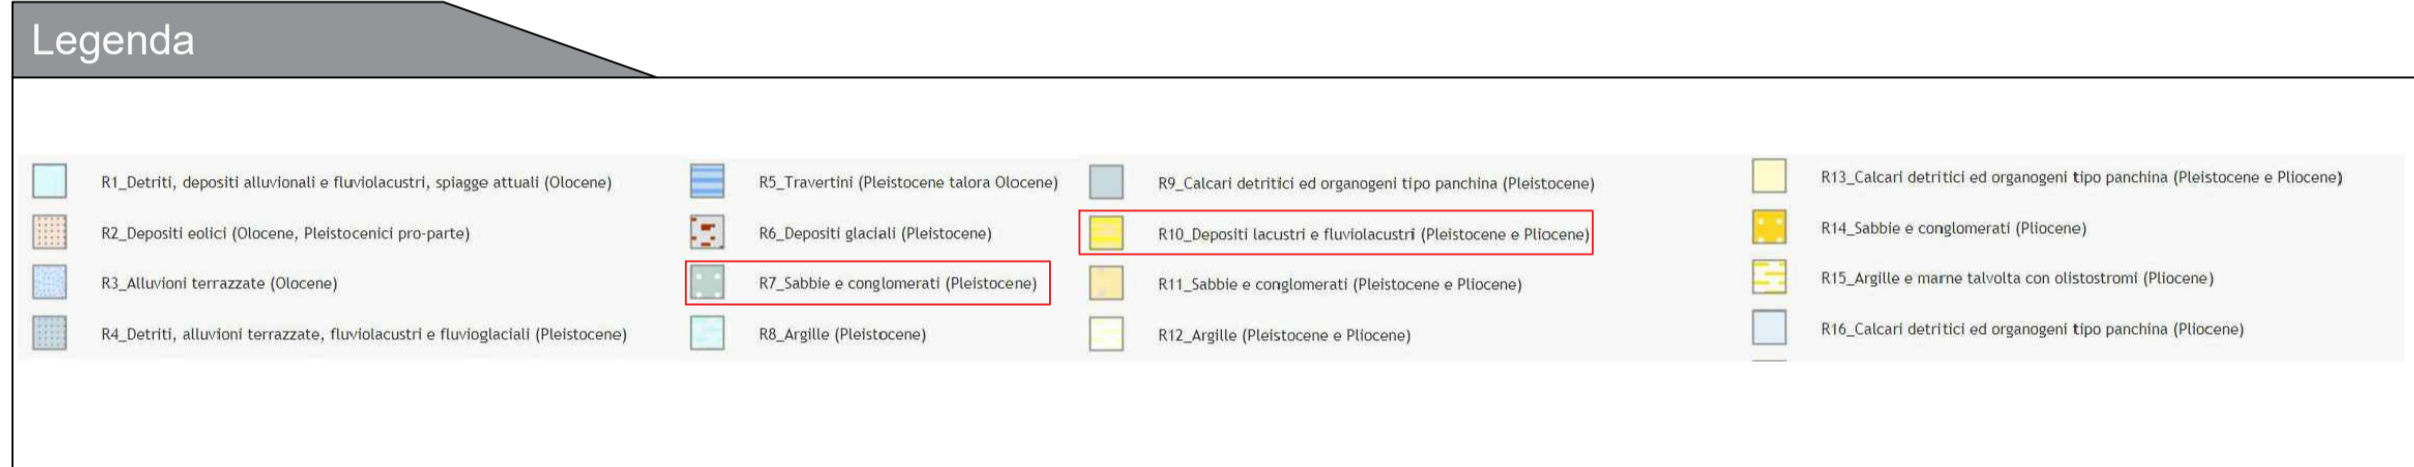 Legenda
R1_Detriti, depositi alluvionali e fluviolacustri, spiagge attuali (Olocene)
R2_Depositi eolici (Olocene, Pleistocenici pro-parte)
R3_Alluvioni terrazzate (Olocene)
R4_Detriti, alluvioni terrazzate, fluviolacustri e fluvioglaciali (Pleistocene)
R5_Travertini (Pleistocene talora Olocene)
R6_Depositi glaciali (Pleistocene)
R7_Sabbie e conglomerati (Pleistocene)
R8_Argille (Pleistocene)
R9_Calcari detritici ed organogeni tipo panchina (Pleistocene)
R10_Depositi lacustri e fluviolacustri (Pleistocene e Pliocene)
R11_Sabbie e conglomerati (Pleistocene e Pliocene)
R12_Argille (Pleistocene e Pliocene)
R13_Calcari detritici ed organogeni tipo panchina (Pleistocene e Pliocene)
R14_Sabbie e conglomerati (Pliocene)
R15_Argille e marne talvolta con olistostromi (Pliocene)
R16_Calcari detritici ed organogeni tipo panchina (Pliocene)